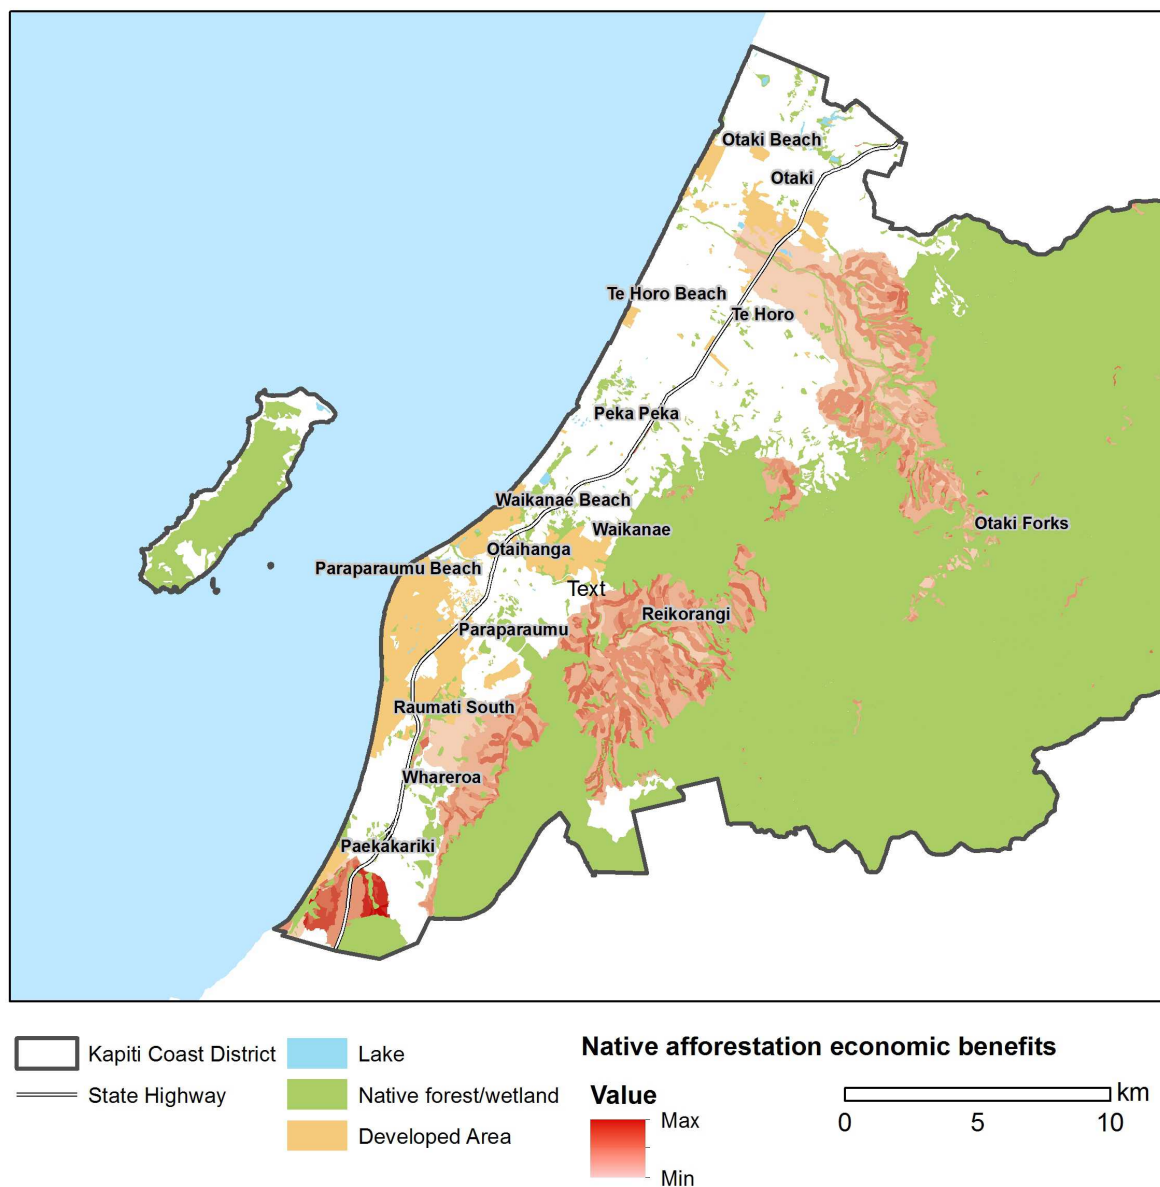 Otaki Beach
Otaki
Te Horo Beach
Te Horo
Peka Peka
Waikanae Beach
Waikanae
Otaki Forks
Otaihanga
Paraparaumu Beach
Text
Reikorangi
Paraparaumu
Raumati South
Whareroa
Paekakariki
Kapiti Coast District
State Highway
Lake
Native forest/wetland
Developed Area
Native afforestation economic benefits
Value
Max
Min
km
0 5 10